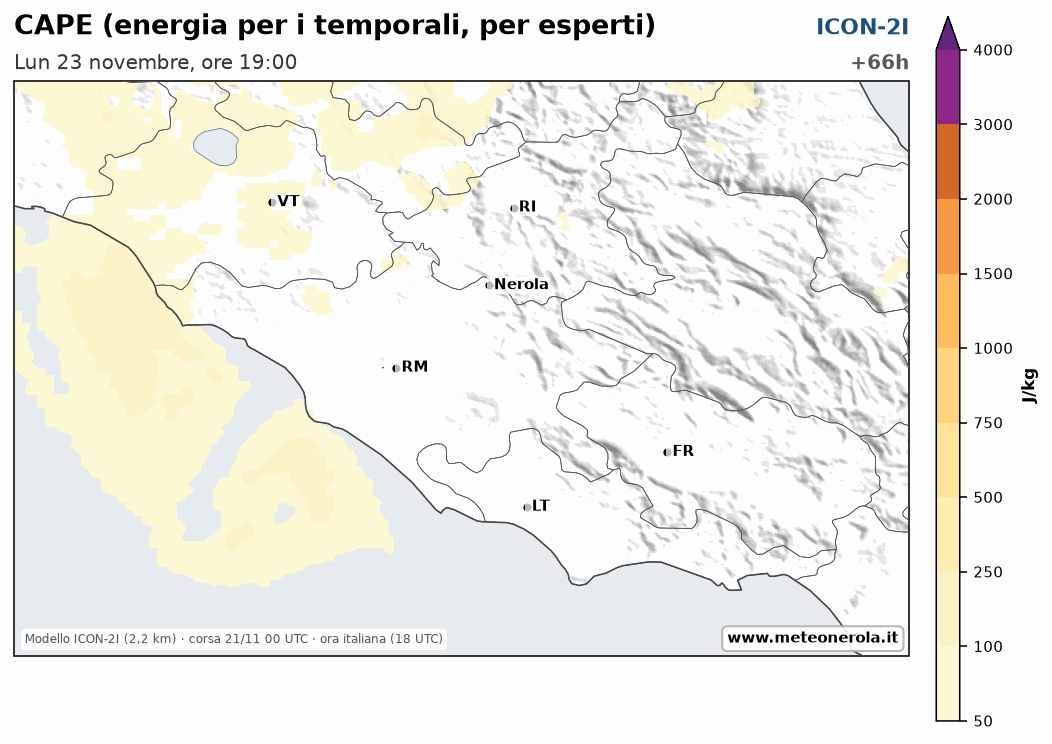 CAPE (energia per i temporali, per esperti)
ICON-2I
Lun 23 novembre, ore 19:00
+66h
VT
RI
Nerola
RM
FR
LT
Modello ICON-2I (2,2 km) · corsa 21/11 00 UTC · ora italiana (18 UTC)
www.meteonerola.it
4000
3000
2000
1500
1000
750
500
250
100
50
J/kg